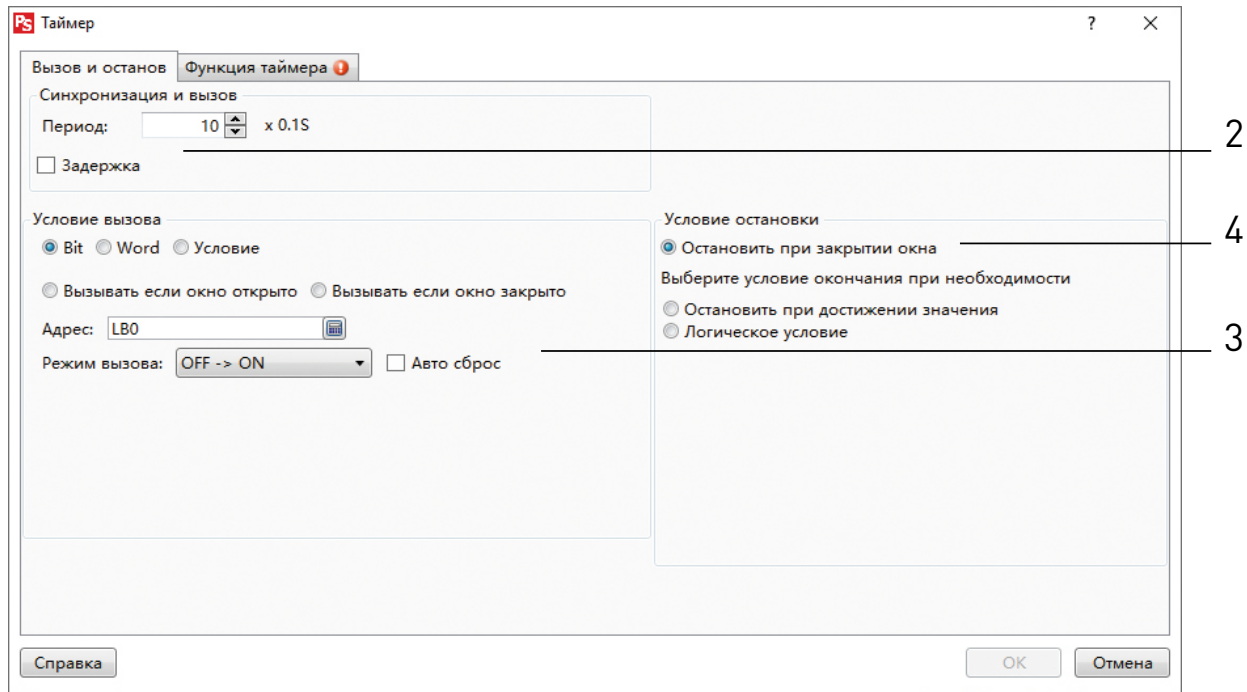 PS Таймер ?
Вызов и останов Функция таймера
Синхронизация и вызов
Период: 10 x 0.1S
2
Задержка
Условие вызова
Bit Word Условие
Вызывать если окно открыто Вызывать если окно закрыто
Адрес: LB0
Режим вызова: OFF -> ON Авто сброс
Условие остановки
4
Остановить при закрытии окна
Выберите условие окончания при необходимости
Остановить при достижении значения
Логическое условие
3
Справка OK Отмена